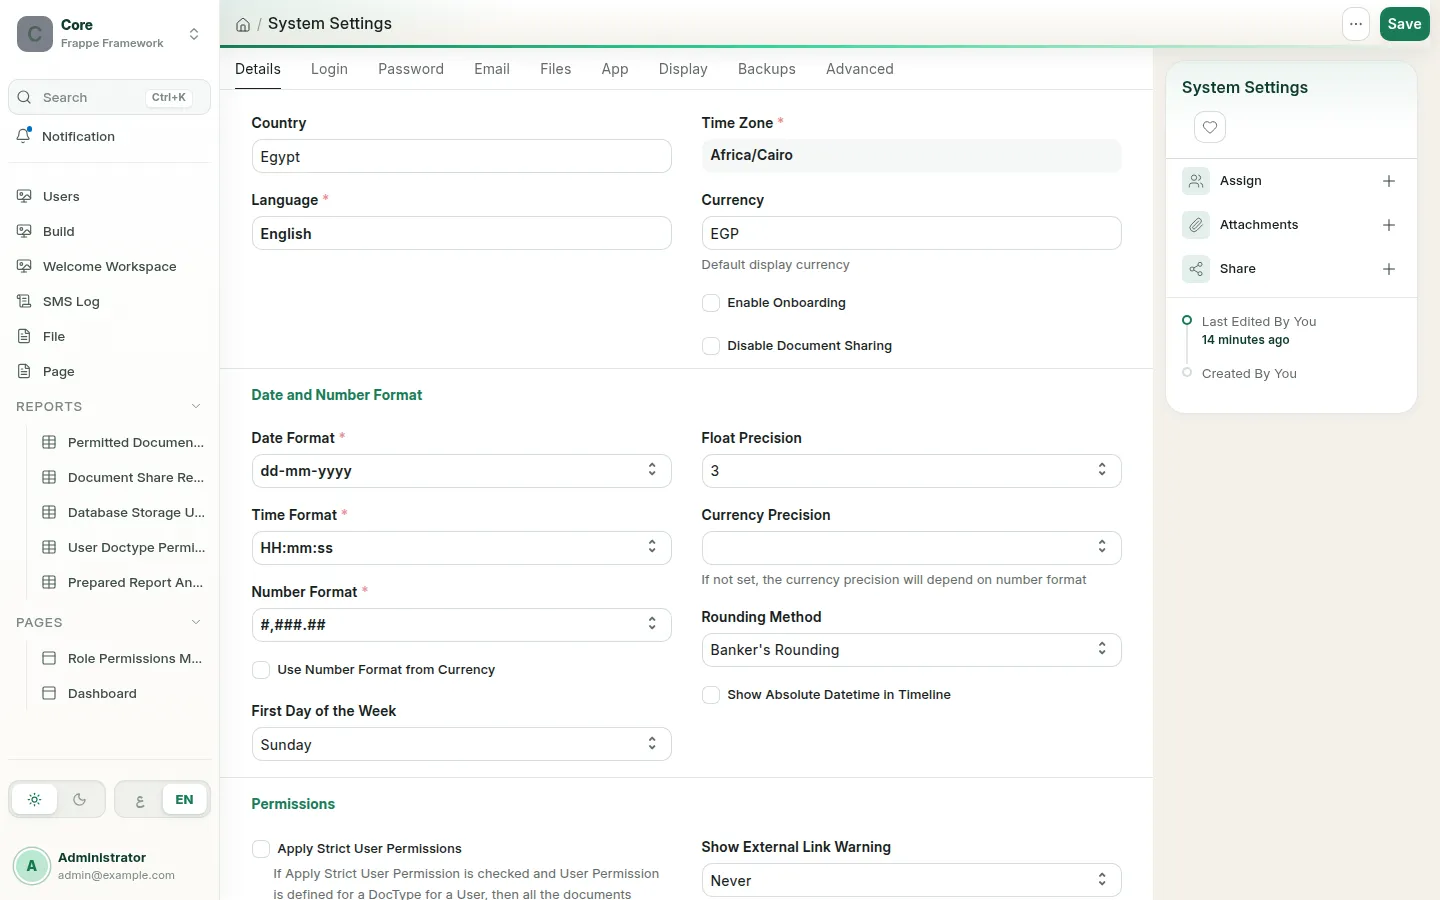 C
Core
Frappe Framework
Search
Ctrl+K
Notification
Users
Build
Welcome Workspace
SMS Log
File
Page
REPORTS
Permitted Documen...
Document Share Re...
Database Storage U...
User Doctype Permi...
Prepared Report An...
PAGES
Role Permissions M...
Dashboard
ع
EN
A
Administrator
admin@example.com
/ System Settings
...
Save
Details
Login
Password
Email
Files
App
Display
Backups
Advanced
Country
Egypt
Time Zone *
Africa/Cairo
Language *
English
Currency
EGP
Default display currency
Enable Onboarding
Disable Document Sharing
Date and Number Format
Date Format *
dd-mm-yyyy
Time Format *
HH:mm:ss
Number Format *
#,###.##
Use Number Format from Currency
First Day of the Week
Sunday
Float Precision
3
Currency Precision
If not set, the currency precision will depend on number format
Rounding Method
Banker's Rounding
Show Absolute Datetime in Timeline
Permissions
Apply Strict User Permissions
If Apply Strict User Permission is checked and User Permission
is defined for a DocType for a User, then all the documents
Show External Link Warning
Never
System Settings
Assign
Attachments
Share
Last Edited By You
14 minutes ago
Created By You